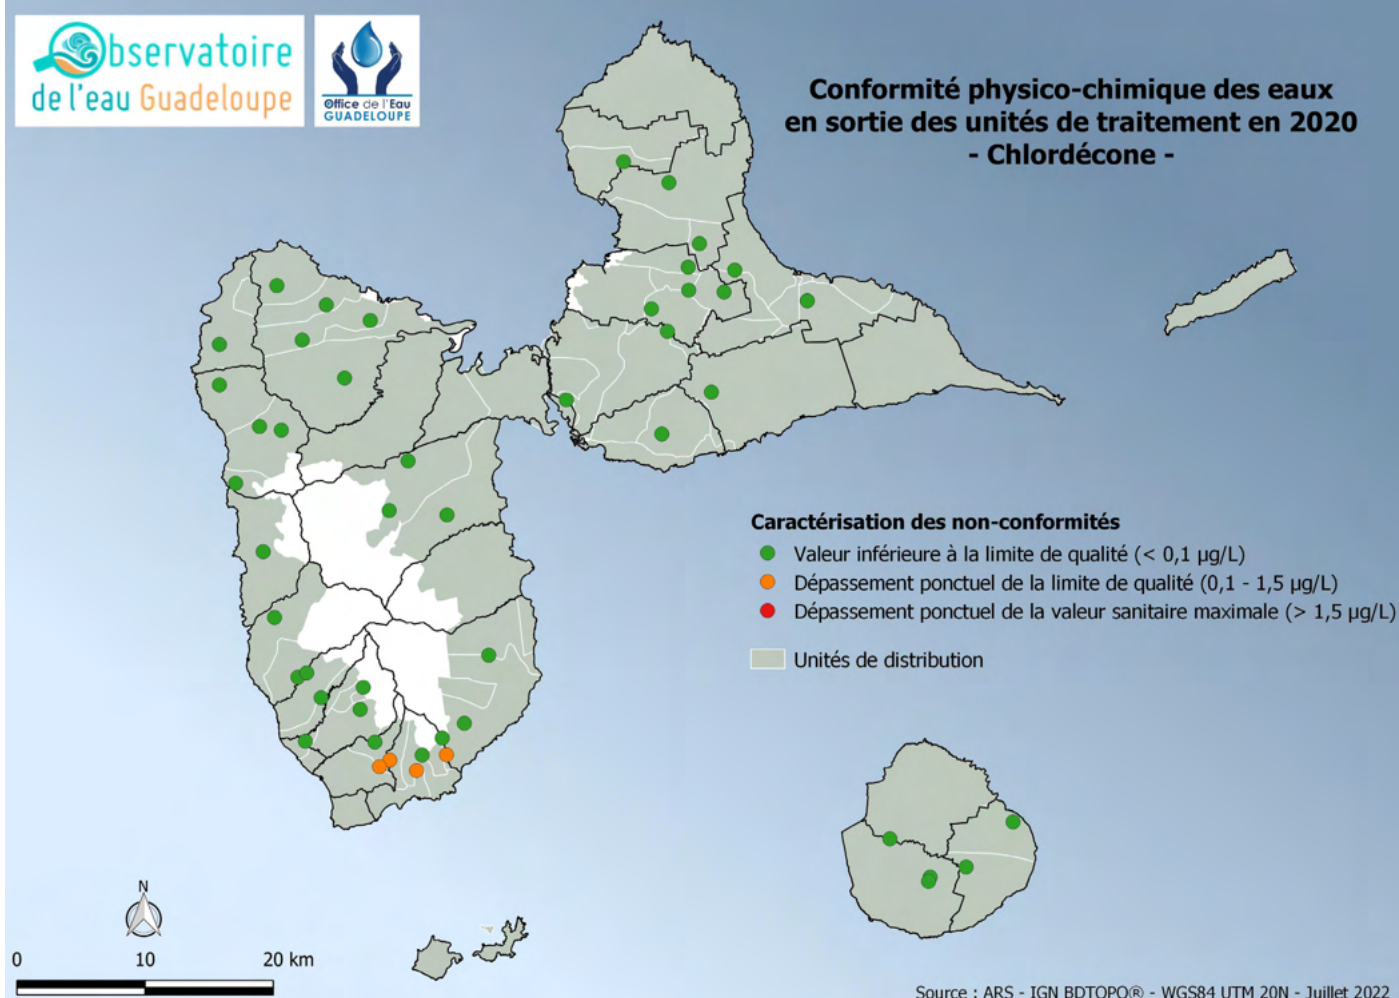 Observatoire
de l'eau Guadeloupe
Office de l'Eau
GUADELOUPE
Conformité physico-chimique des eaux
en sortie des unités de traitement en 2020
- Chlordécone -
Caractérisation des non-conformités
Valeur inférieure à la limite de qualité (< 0,1 µg/L)
Dépassement ponctuel de la limite de qualité (0,1 - 1,5 µg/L)
Dépassement ponctuel de la valeur sanitaire maximale (> 1,5 µg/L)
Unités de distribution
N
0 10 20 km
Source : ARS - IGN BDTOPO® - WGS84 UTM 20N - Juillet 2022